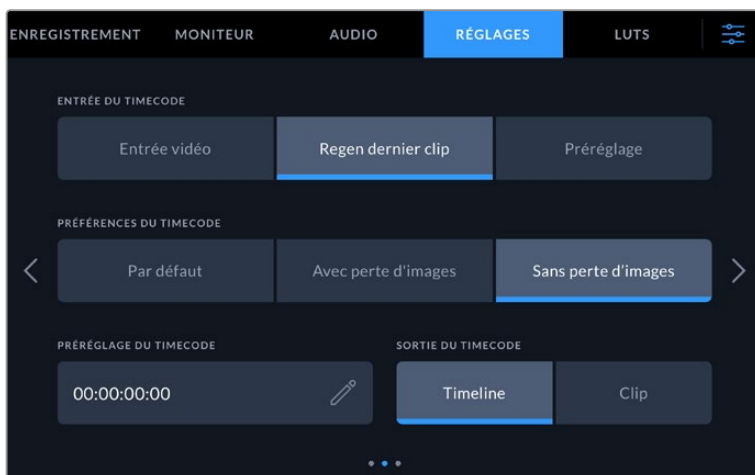 ENREGISTREMENT MONITEUR AUDIO RÉGLAGES LUTS
ENTRÉE DU TIMECODE
Entrée vidéo Regen dernier clip Préréglage
PRÉFÉRENCES DU TIMECODE
Par défaut Avec perte d'images Sans perte d'images
PRÉRÉGLAGE DU TIMECODE SORTIE DU TIMECODE
00:00:00:00 Timeline Clip